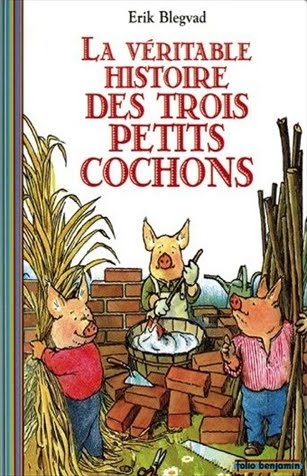 Erik Blegvad
LA VÉRITABLE
HISTOIRE
DES TROIS
PETITS
COCHONS
folio benjamin